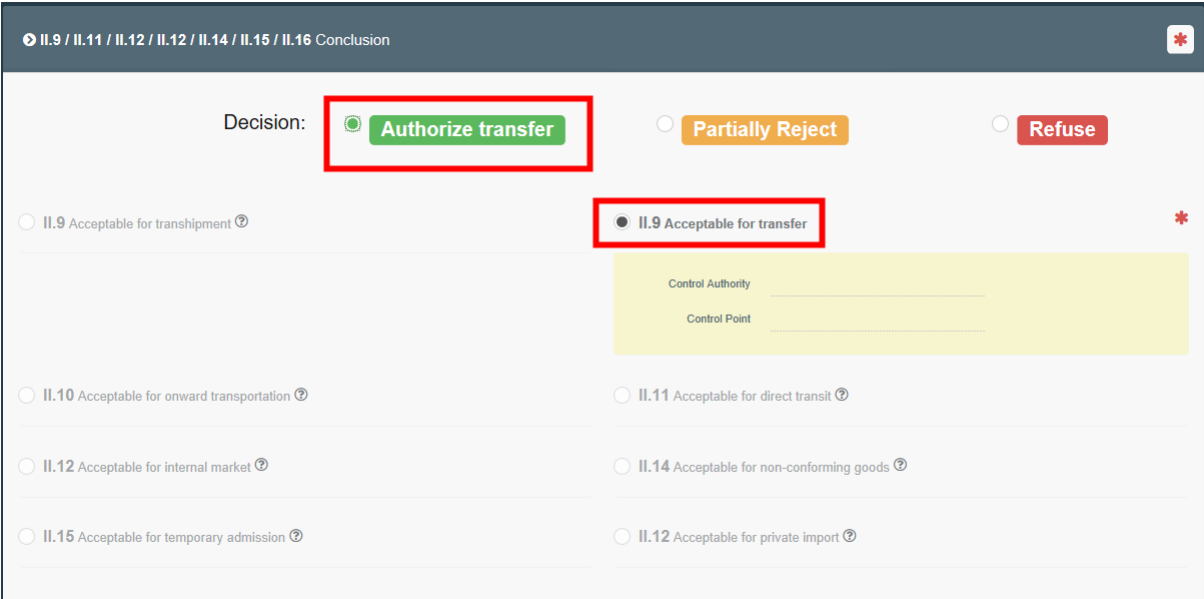 II.9 / II.11 / II.12 / II.12 / II.14 / II.15 / II.16 Conclusion
Decision: Authorize transfer Partially Reject Refuse
II.9 Acceptable for transhipment II.9 Acceptable for transfer
Control Authority
Control Point
II.10 Acceptable for onward transportation II.11 Acceptable for direct transit
II.12 Acceptable for internal market II.14 Acceptable for non-conforming goods
II.15 Acceptable for temporary admission II.12 Acceptable for private import